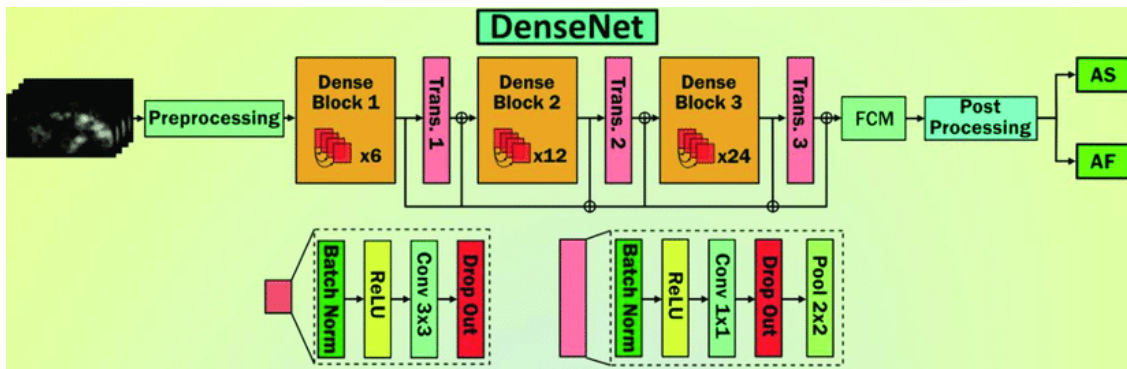 DenseNet
Preprocessing
Dense
Block 1
x6
Trans. 1
Dense
Block 2
x12
Trans. 2
Dense
Block 3
x24
Trans. 3
FCM
Post
Processing
AS
AF
Batch Norm
ReLU
Conv 3x3
Drop Out
Batch Norm
ReLU
Conv 1x1
Drop Out
Pool 2x2